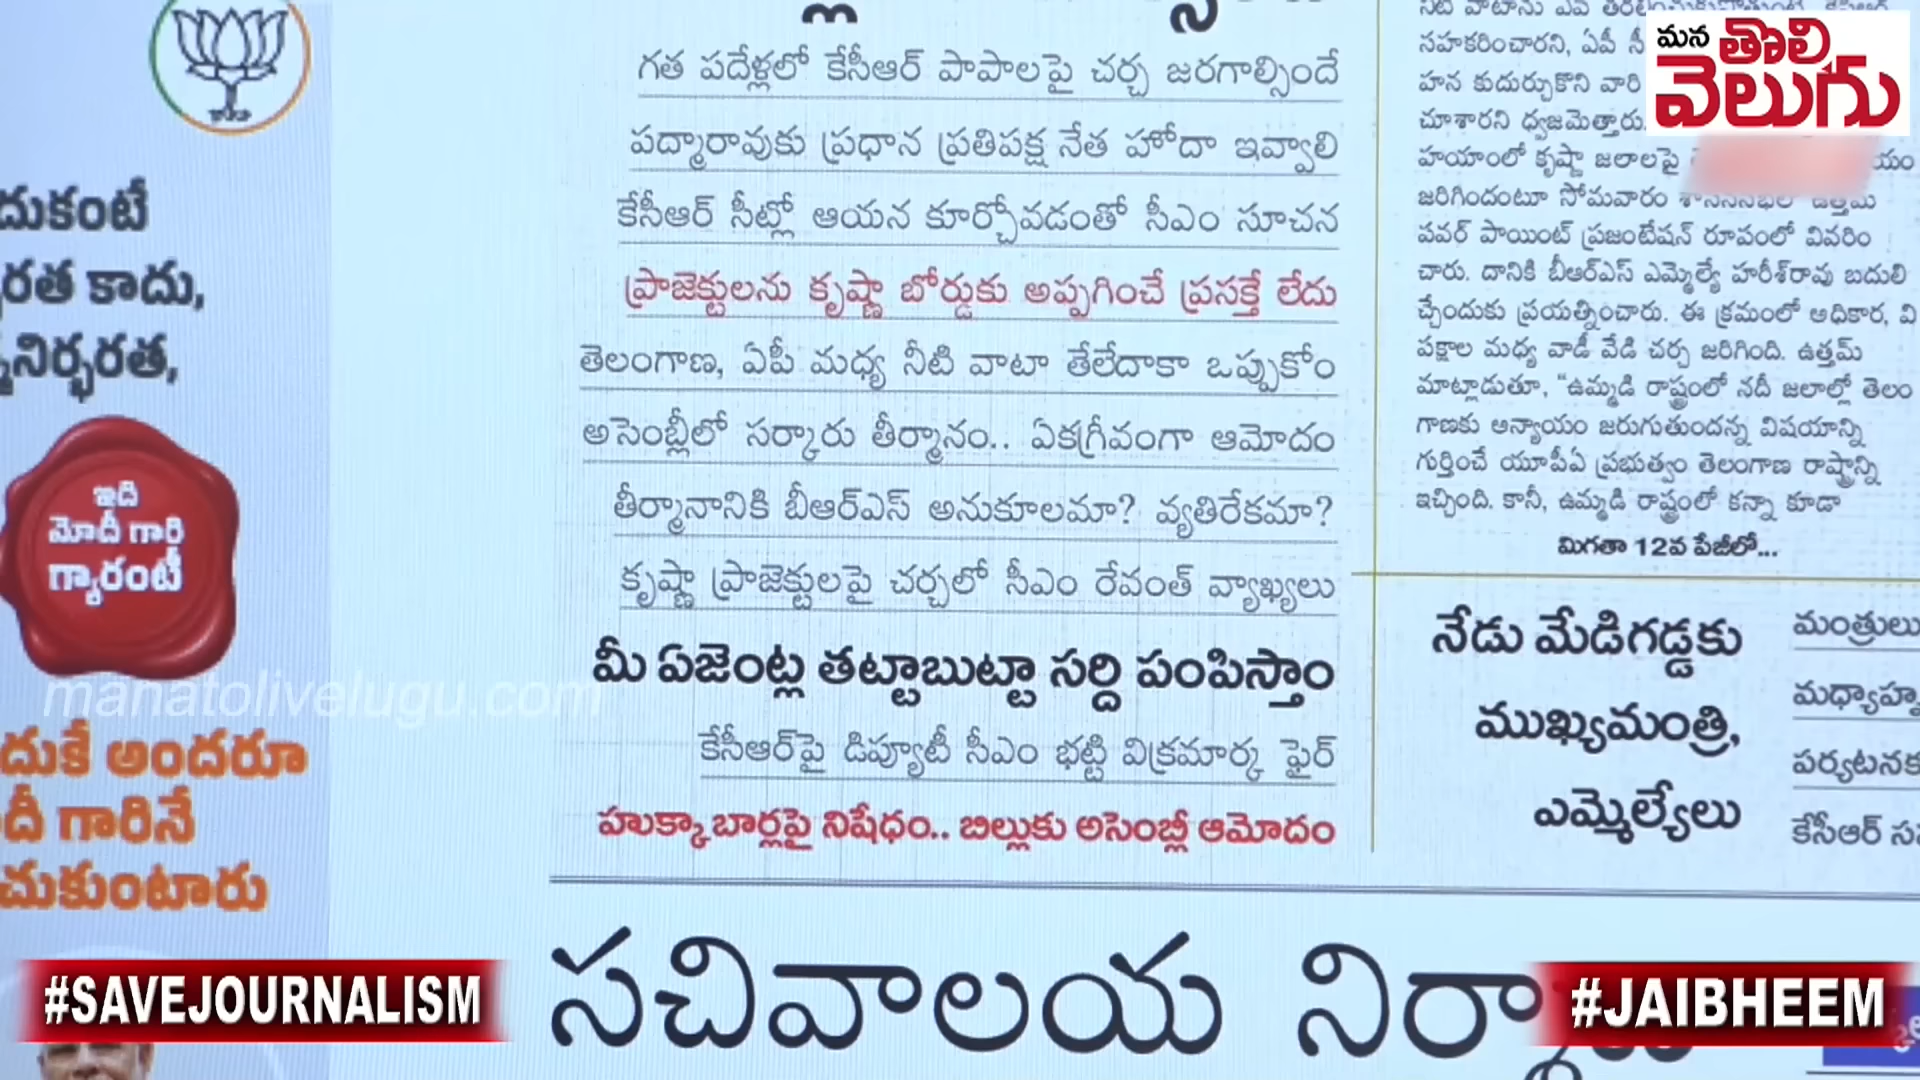 దుకంటే
రత కాదు,
నిర్భరత,
ఇది
మోదీ గారి
గ్యారంటీ
manatolivelugu.com
దుకే అందరూ
దీ గారినే
చుకుంటారు
#SAVEJOURNALISM
గత పదేళ్లలో కేసీఆర్ పాపాలపై చర్చ జరగాల్సిందే
పద్మారావుకు ప్రధాన ప్రతిపక్ష నేత హోదా ఇవ్వాలి
కేసీఆర్ సీట్లో ఆయన కూర్చోవడంతో సీఎం సూచన
ప్రాజెక్టులను కృష్ణా బోర్డుకు అప్పగించే ప్రసక్తే లేదు
తెలంగాణ, ఏపీ మధ్య నీటి వాటా తేలేదాకా ఒప్పుకోం
అసెంబ్లీలో సర్కారు తీర్మానం.. ఏకగ్రీవంగా ఆమోదం
తీర్మానానికి బీఆర్ఎస్ అనుకూలమా? వ్యతిరేకమా?
కృష్ణా ప్రాజెక్టులపై చర్చలో సీఎం రేవంత్ వ్యాఖ్యలు
మీ ఏజెంట్ల తట్టాబుట్టా సర్ది పంపిస్తాం
కేసీఆర్‌పై డిప్యూటీ సీఎం భట్టి విక్రమార్క ఫైర్
హుక్కాబార్లపై నిషేధం.. బిల్లుకు అసెంబ్లీ ఆమోదం
సచివాలయ
మన తొలి
వెలుగు
సహకరించారని, ఏపీ
హన కుదుర్చుకొని వారి
చూశారని ధ్వజమెత్తారు.
హయాంలో కృష్ణా జలాలపై
జరిగిందంటూ సోమవారం
పవర్ పాయింట్ ప్రజంటేషన్ రూపంలో వివరిం
చారు. దానికి బీఆర్ఎస్ ఎమ్మెల్యే హరీశ్‌రావు బదులి
చ్చేందుకు ప్రయత్నించారు. ఈ క్రమంలో అధికార, వి
పక్షాల మధ్య వాడీ వేడి చర్చ జరిగింది. ఉత్తమ్
మాట్లాడుతూ, “ఉమ్మడి రాష్ట్రంలో నదీ జలాల్లో తెలం
గాణకు అన్యాయం జరుగుతుందన్న విషయాన్ని
గుర్తించే యూపీఏ ప్రభుత్వం తెలంగాణ రాష్ట్రాన్ని
ఇచ్చింది. కానీ, ఉమ్మడి రాష్ట్రంలో కన్నా కూడా
మిగతా 12వ పేజీలో...
నేడు మేడిగడ్డకు
ముఖ్యమంత్రి,
ఎమ్మెల్యేలు
మంత్రులు
మధ్యాహ్న
పర్యటనక
కేసీఆర్ స
#JAIBHEEM